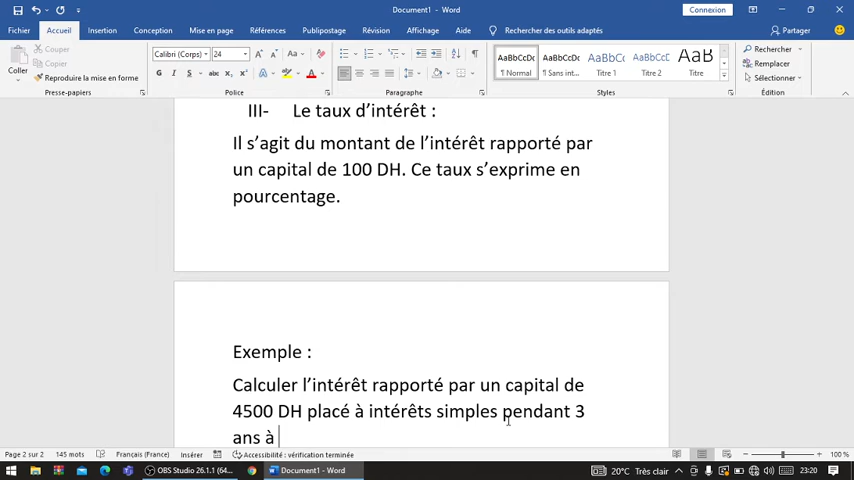 Document1 - Word
Connexion
Fichier Accueil Insertion Conception Mise en page Références Publipostage Révision Affichage Aide Rechercher des outils adaptés Partager
Couper
Copier
Reproduire la mise en forme
Coller
Calibri (Corps) 24
Aa
G I S abc X₂ X²
AaBbCcDc AaBbCcDc AaBbCc AaBbCcD AaB
¶ Normal ¶ Sans int... Titre 1 Titre 2 Titre
Rechercher
Remplacer
Sélectionner
Presse-papiers Police Paragraphe Styles Édition
III- Le taux d’intérêt :
Il s’agit du montant de l’intérêt rapporté par
un capital de 100 DH. Ce taux s’exprime en
pourcentage.
Exemple :
Calculer l’intérêt rapporté par un capital de
4500 DH placé à intérêts simples pendant 3
ans à
Page 2 sur 2 145 mots Français (France) Insérer Accessibilité : vérification terminée 100 %
OBS Studio 26.1.1 (64... Document1 - Word 20°C Très clair 23:20